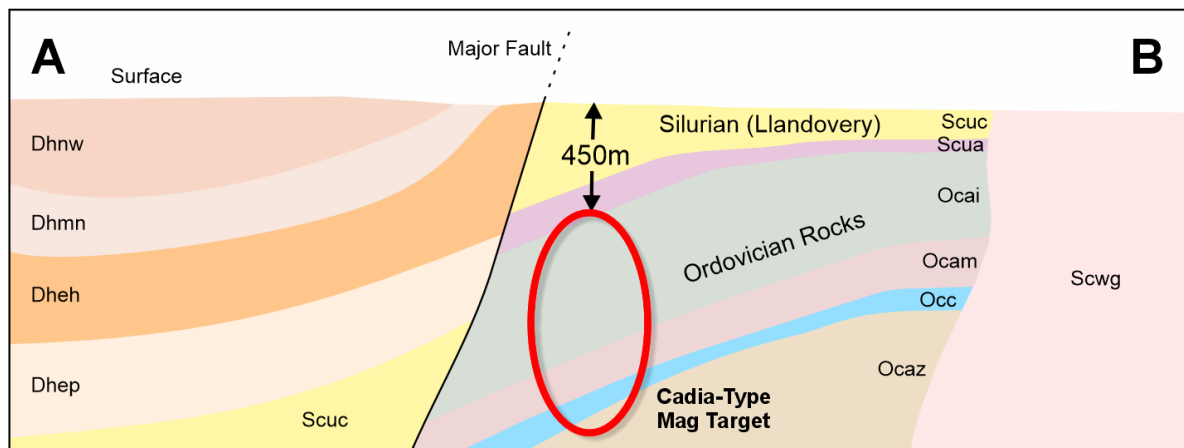 A
Major Fault
B
Surface
Silurian (Llandovery)
Scuc
Scua
450m
Dhnw
Ocai
Dhmn
Ordovician Rocks
Ocam
Scwg
Dheh
Occ
Ocaz
Dhep
Cadia-Type
Mag Target
Scuc